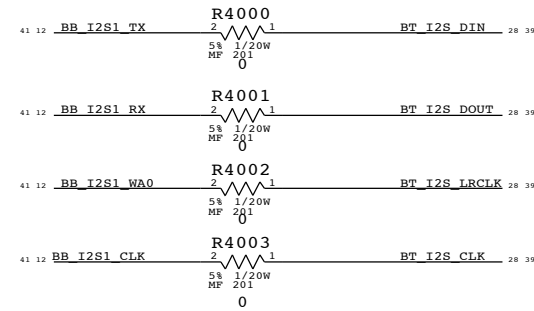 R4000
41 12 BB_I2S1_TX 2 1 BT_I2S_DIN 28 39
5% 1/20W
MF 201
0
R4001
41 12 BB_I2S1_RX 2 1 BT_I2S_DOUT 28 39
5% 1/20W
MF 201
0
R4002
41 12 BB_I2S1_WA0 2 1 BT_I2S_LRCLK 28 39
5% 1/20W
MF 201
0
R4003
41 12 BB_I2S1_CLK 2 1 BT_I2S_CLK 28 39
5% 1/20W
MF 201
0